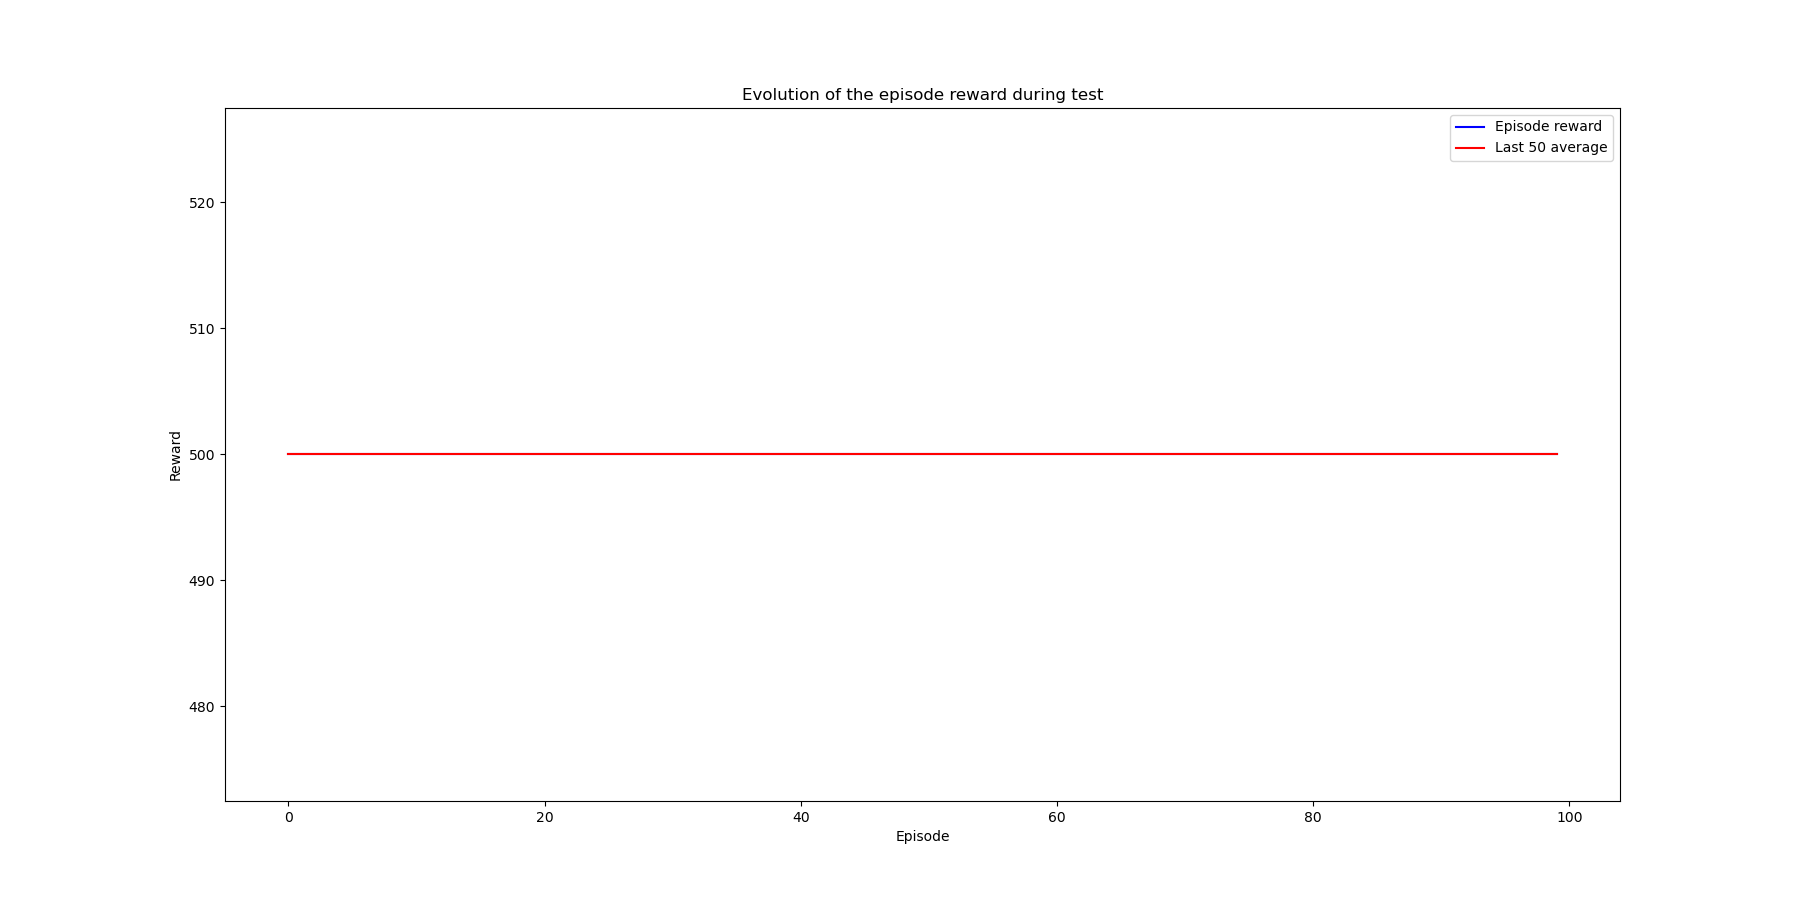 Evolution of the episode reward during test
Episode reward
Last 50 average
520
510
500
490
480
Reward
0 20 40 60 80 100
Episode